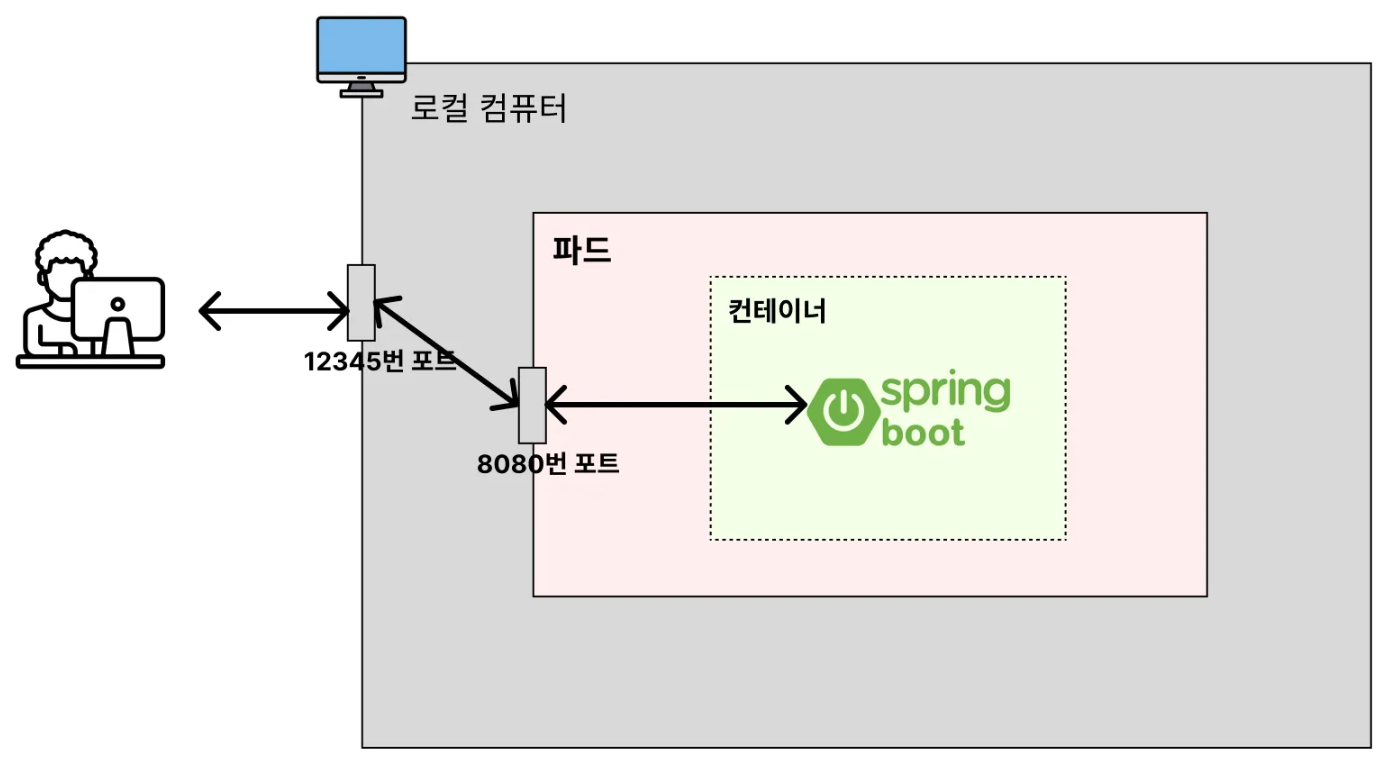 로컬 컴퓨터
파드
컨테이너
12345번 포트
spring
boot
8080번 포트